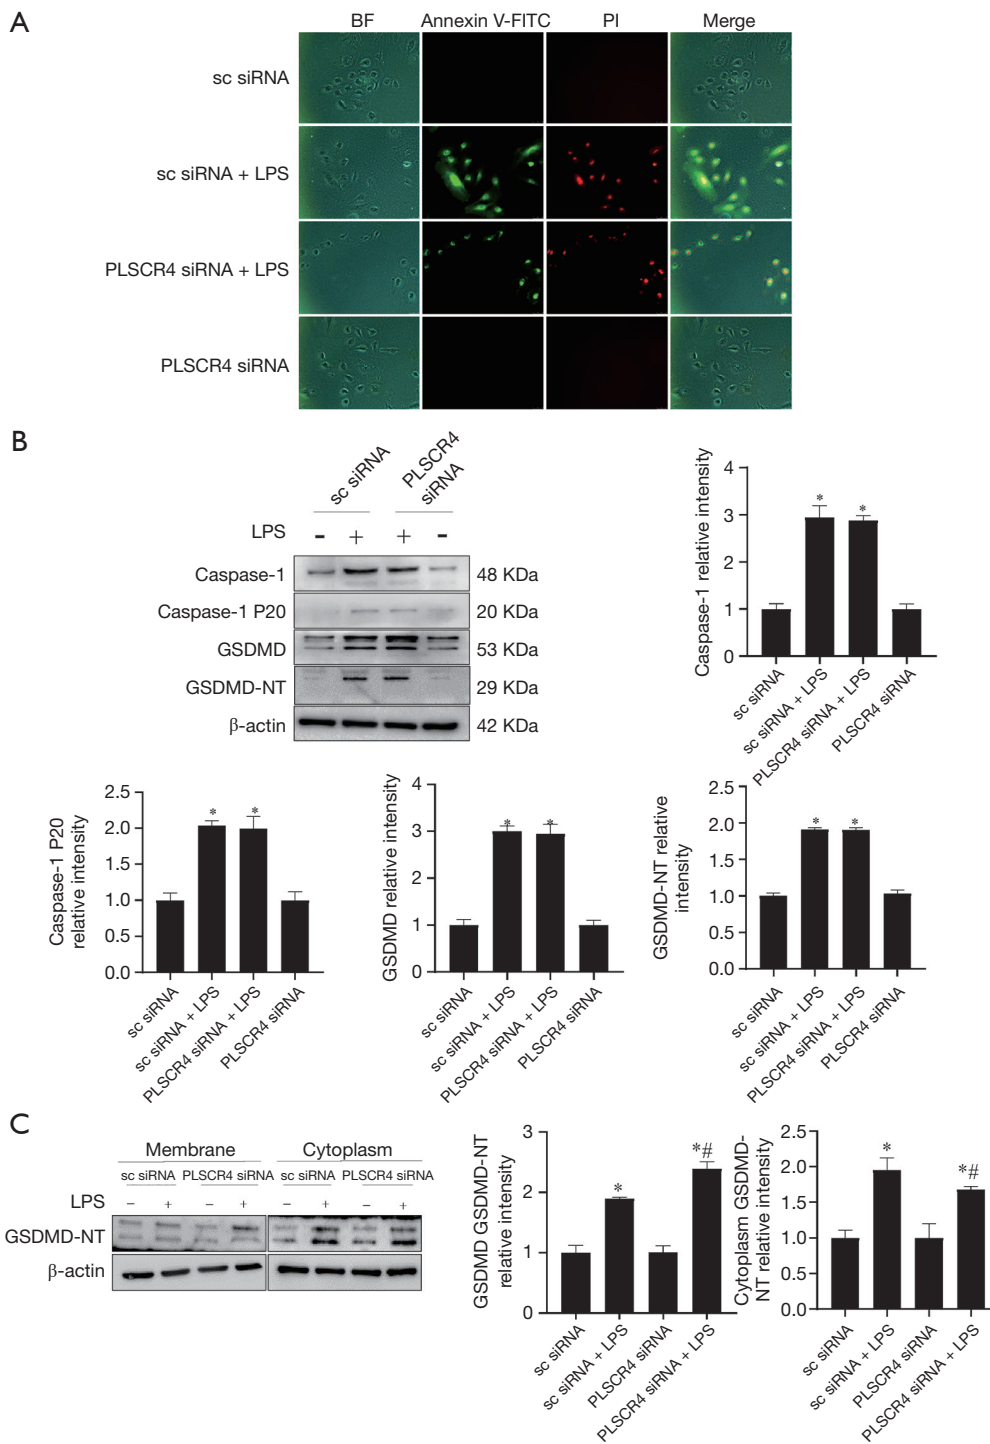 A
BF Annexin V-FITC PI Merge
sc siRNA
sc siRNA + LPS
PLSCR4 siRNA + LPS
PLSCR4 siRNA
B
sc siRNA PLSCR4 siRNA
LPS - + + -
Caspase-1 48 KDa
Caspase-1 P20 20 KDa
GSDMD 53 KDa
GSDMD-NT 29 KDa
β-actin 42 KDa
Caspase-1 relative intensity
4
3
2
1
0
* *
sc siRNA
sc siRNA + LPS
PLSCR4 siRNA + LPS
PLSCR4 siRNA
Caspase-1 P20
relative intensity
2.5
2.0
1.5
1.0
0.5
0.0
* *
sc siRNA
sc siRNA + LPS
PLSCR4 siRNA + LPS
PLSCR4 siRNA
GSDMD relative intensity
4
3
2
1
0
* *
sc siRNA
sc siRNA + LPS
PLSCR4 siRNA + LPS
PLSCR4 siRNA
GSDMD-NT relative
intensity
2.5
2.0
1.5
1.0
0.5
0.0
* *
sc siRNA
sc siRNA + LPS
PLSCR4 siRNA + LPS
PLSCR4 siRNA
C
Membrane Cytoplasm
sc siRNA PLSCR4 siRNA sc siRNA PLSCR4 siRNA
LPS − + − + − + − +
GSDMD-NT
β-actin
GSDMD GSDMD-NT
relative intensity
3
2
1
0
* *#
sc siRNA
sc siRNA + LPS
PLSCR4 siRNA
PLSCR4 siRNA + LPS
Cytoplasm GSDMD-
NT relative intensity
2.5
2.0
1.5
1.0
0.5
0.0
* *#
sc siRNA
sc siRNA + LPS
PLSCR4 siRNA
PLSCR4 siRNA + LPS